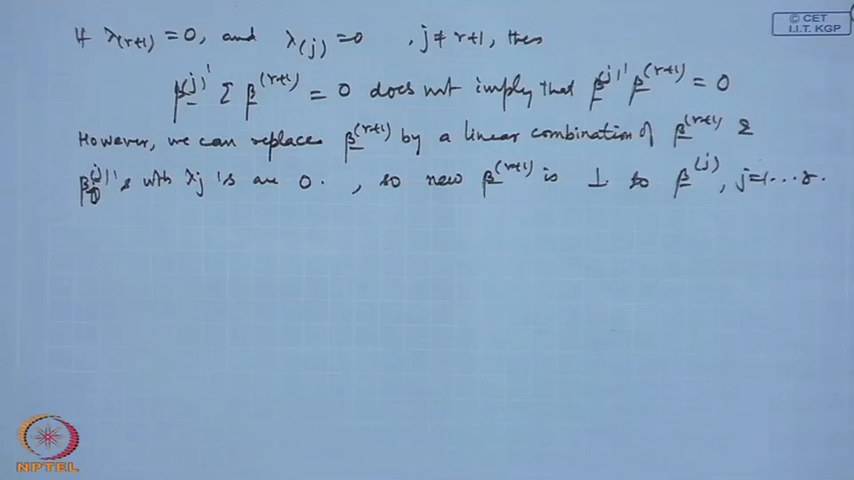 © CET
I.I.T. KGP
If λ(r+1) = 0, and λ(j) = 0 , j ≠ r+1, then
β^(j)' Σ β^(r+1) = 0 does not imply that β^(j)' β^(r+1) = 0
However, we can replace β^(r+1) by a linear combination of β^(r+1) &
β^(j)'s with λj's are 0. , so new β^(r+1) is ⊥ to β^(j), j=1...r.
NPTEL